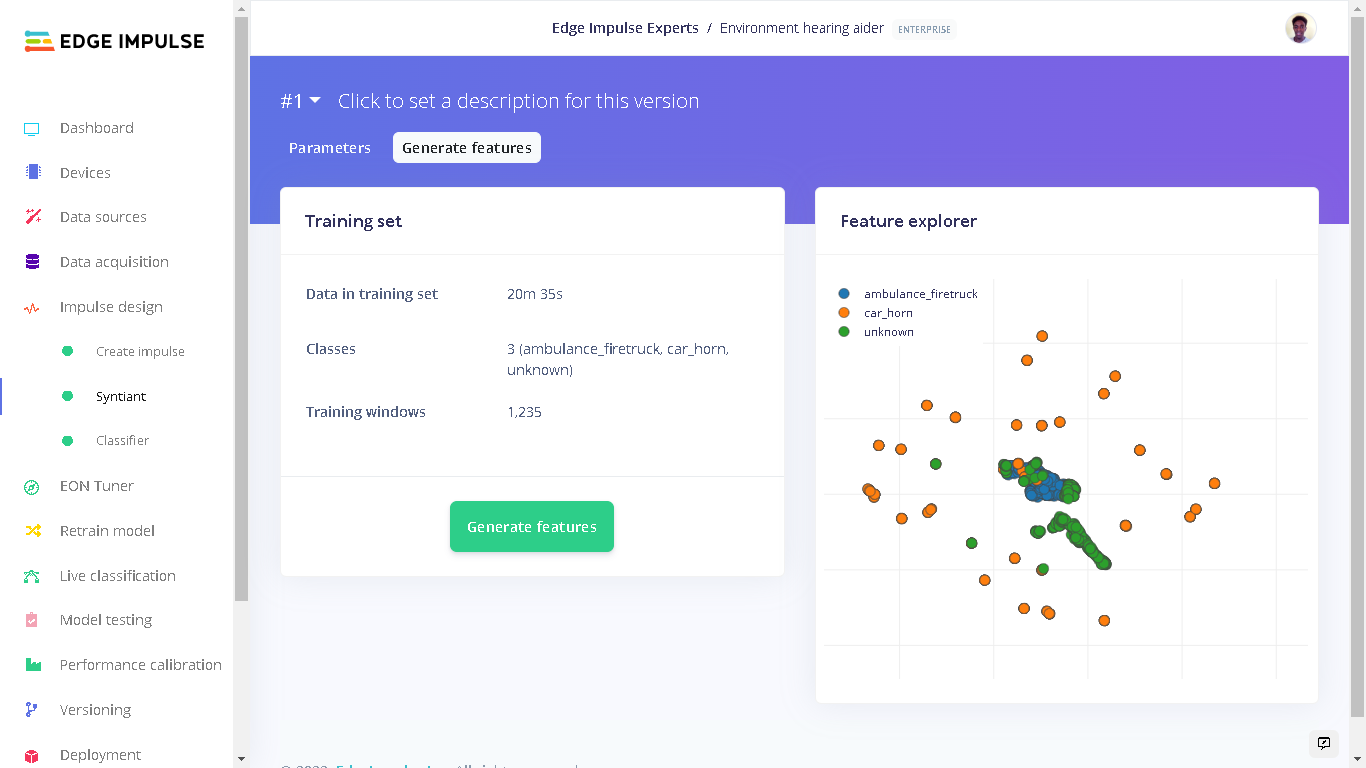 EDGE IMPULSE
Edge Impulse Experts / Environment hearing aider ENTERPRISE
Dashboard
Devices
Data sources
Data acquisition
Impulse design
Create impulse
Syntiant
Classifier
EON Tuner
Retrain model
Live classification
Model testing
Performance calibration
Versioning
Deployment
#1 Click to set a description for this version
Parameters Generate features
Training set
Data in training set 20m 35s
Classes 3 (ambulance_firetruck, car_horn,
unknown)
Training windows 1,235
Generate features
Feature explorer
ambulance_firetruck
car_horn
unknown